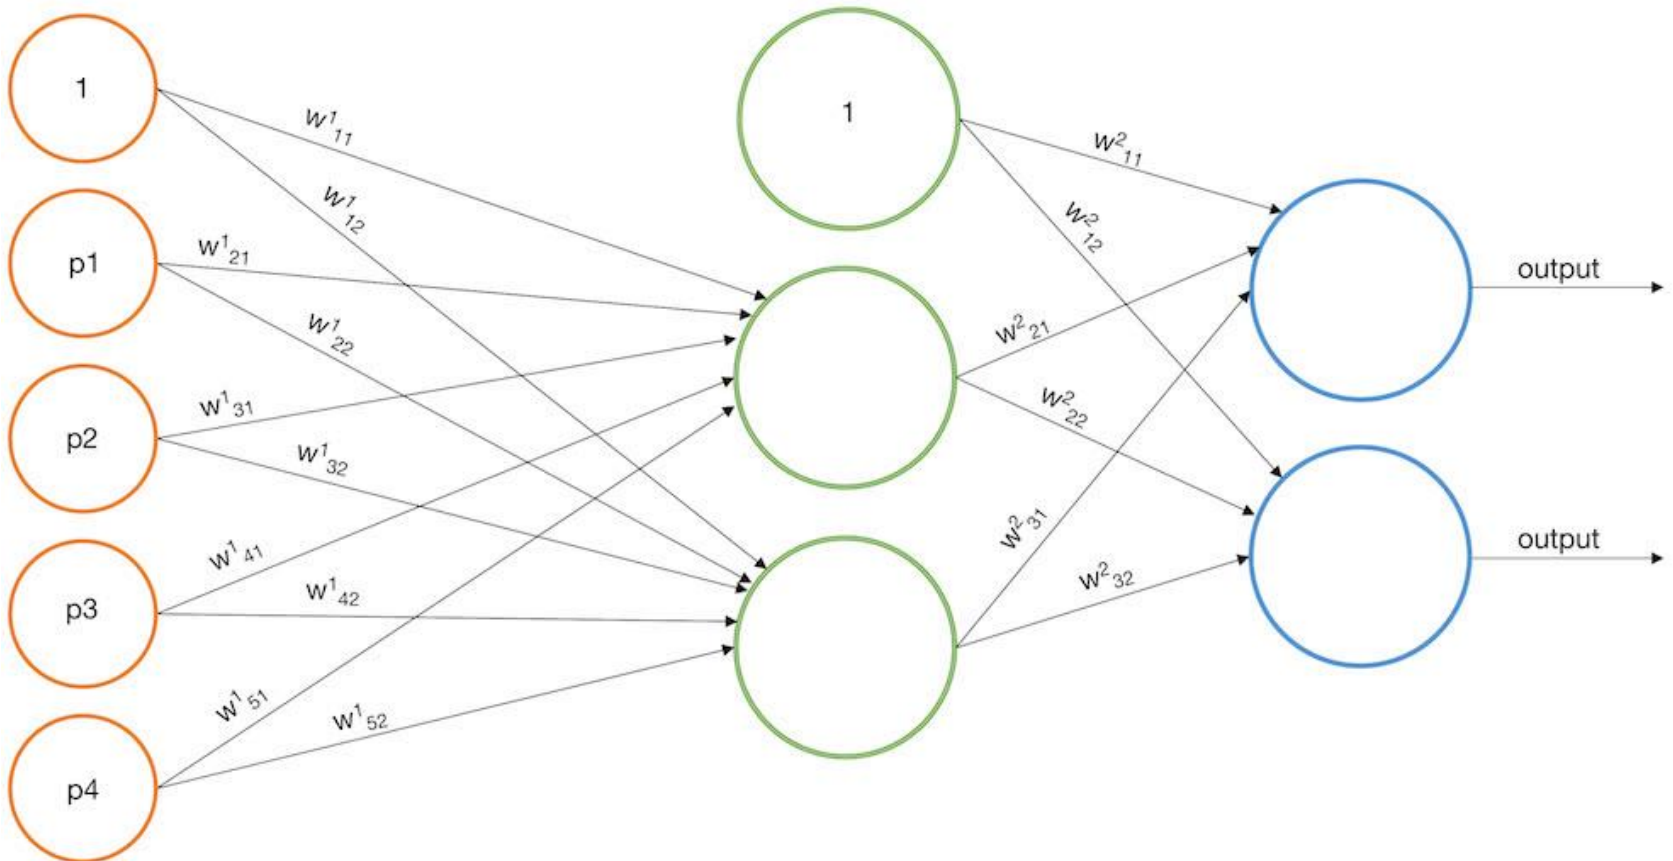 1
p1
p2
p3
p4
w¹₁₁
w¹₁₂
w¹₂₁
w¹₂₂
w¹₃₁
w¹₃₂
w¹₄₁
w¹₄₂
w¹₅₁
w¹₅₂
1
w²₁₁
w²₁₂
w²₂₁
w²₂₂
w²₃₁
w²₃₂
output
output